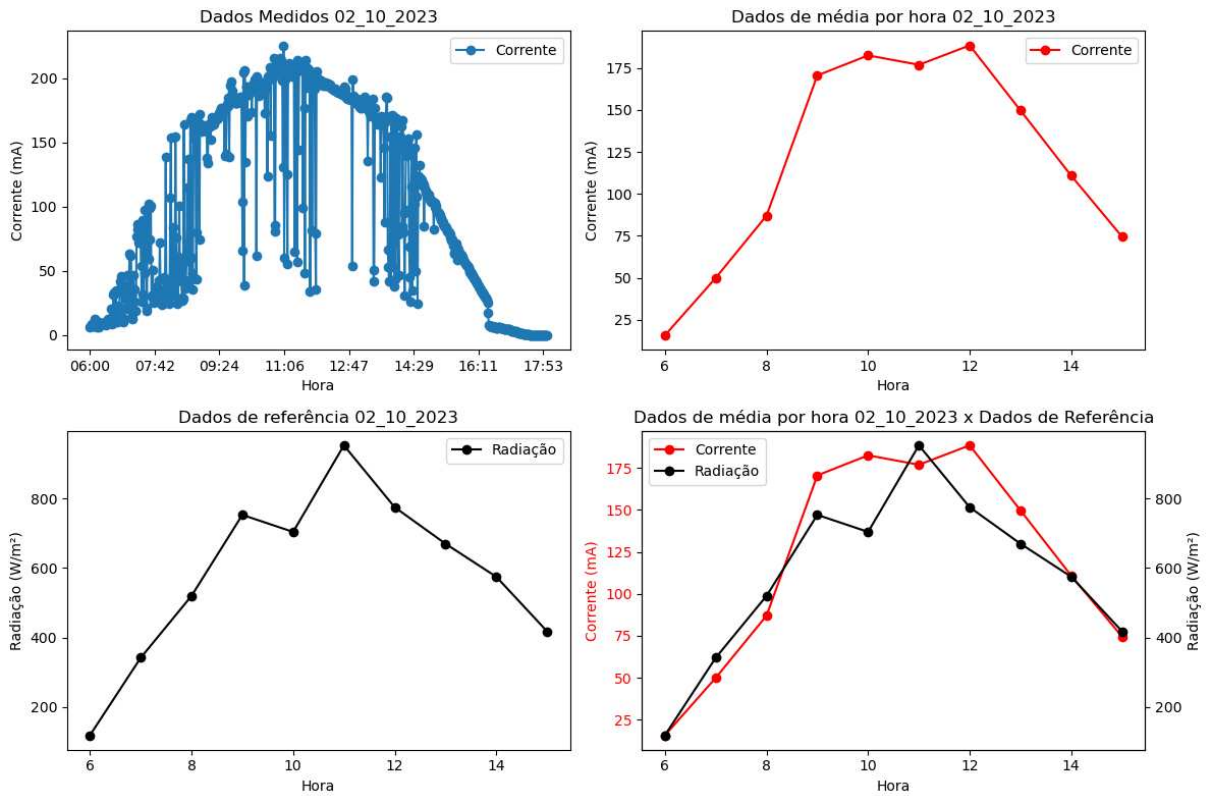 Dados Medidos 02_10_2023
Corrente
Corrente (mA)
200
150
100
50
0
06:00 07:42 09:24 11:06 12:47 14:29 16:11 17:53
Hora
Dados de média por hora 02_10_2023
Corrente
Corrente (mA)
175
150
125
100
75
50
25
6 8 10 12 14
Hora
Dados de referência 02_10_2023
Radiação
Radiação (W/m²)
800
600
400
200
6 8 10 12 14
Hora
Dados de média por hora 02_10_2023 x Dados de Referência
Corrente
Radiação
Corrente (mA)
175
150
125
100
75
50
25
800
600
400
200
Radiação (W/m²)
6 8 10 12 14
Hora